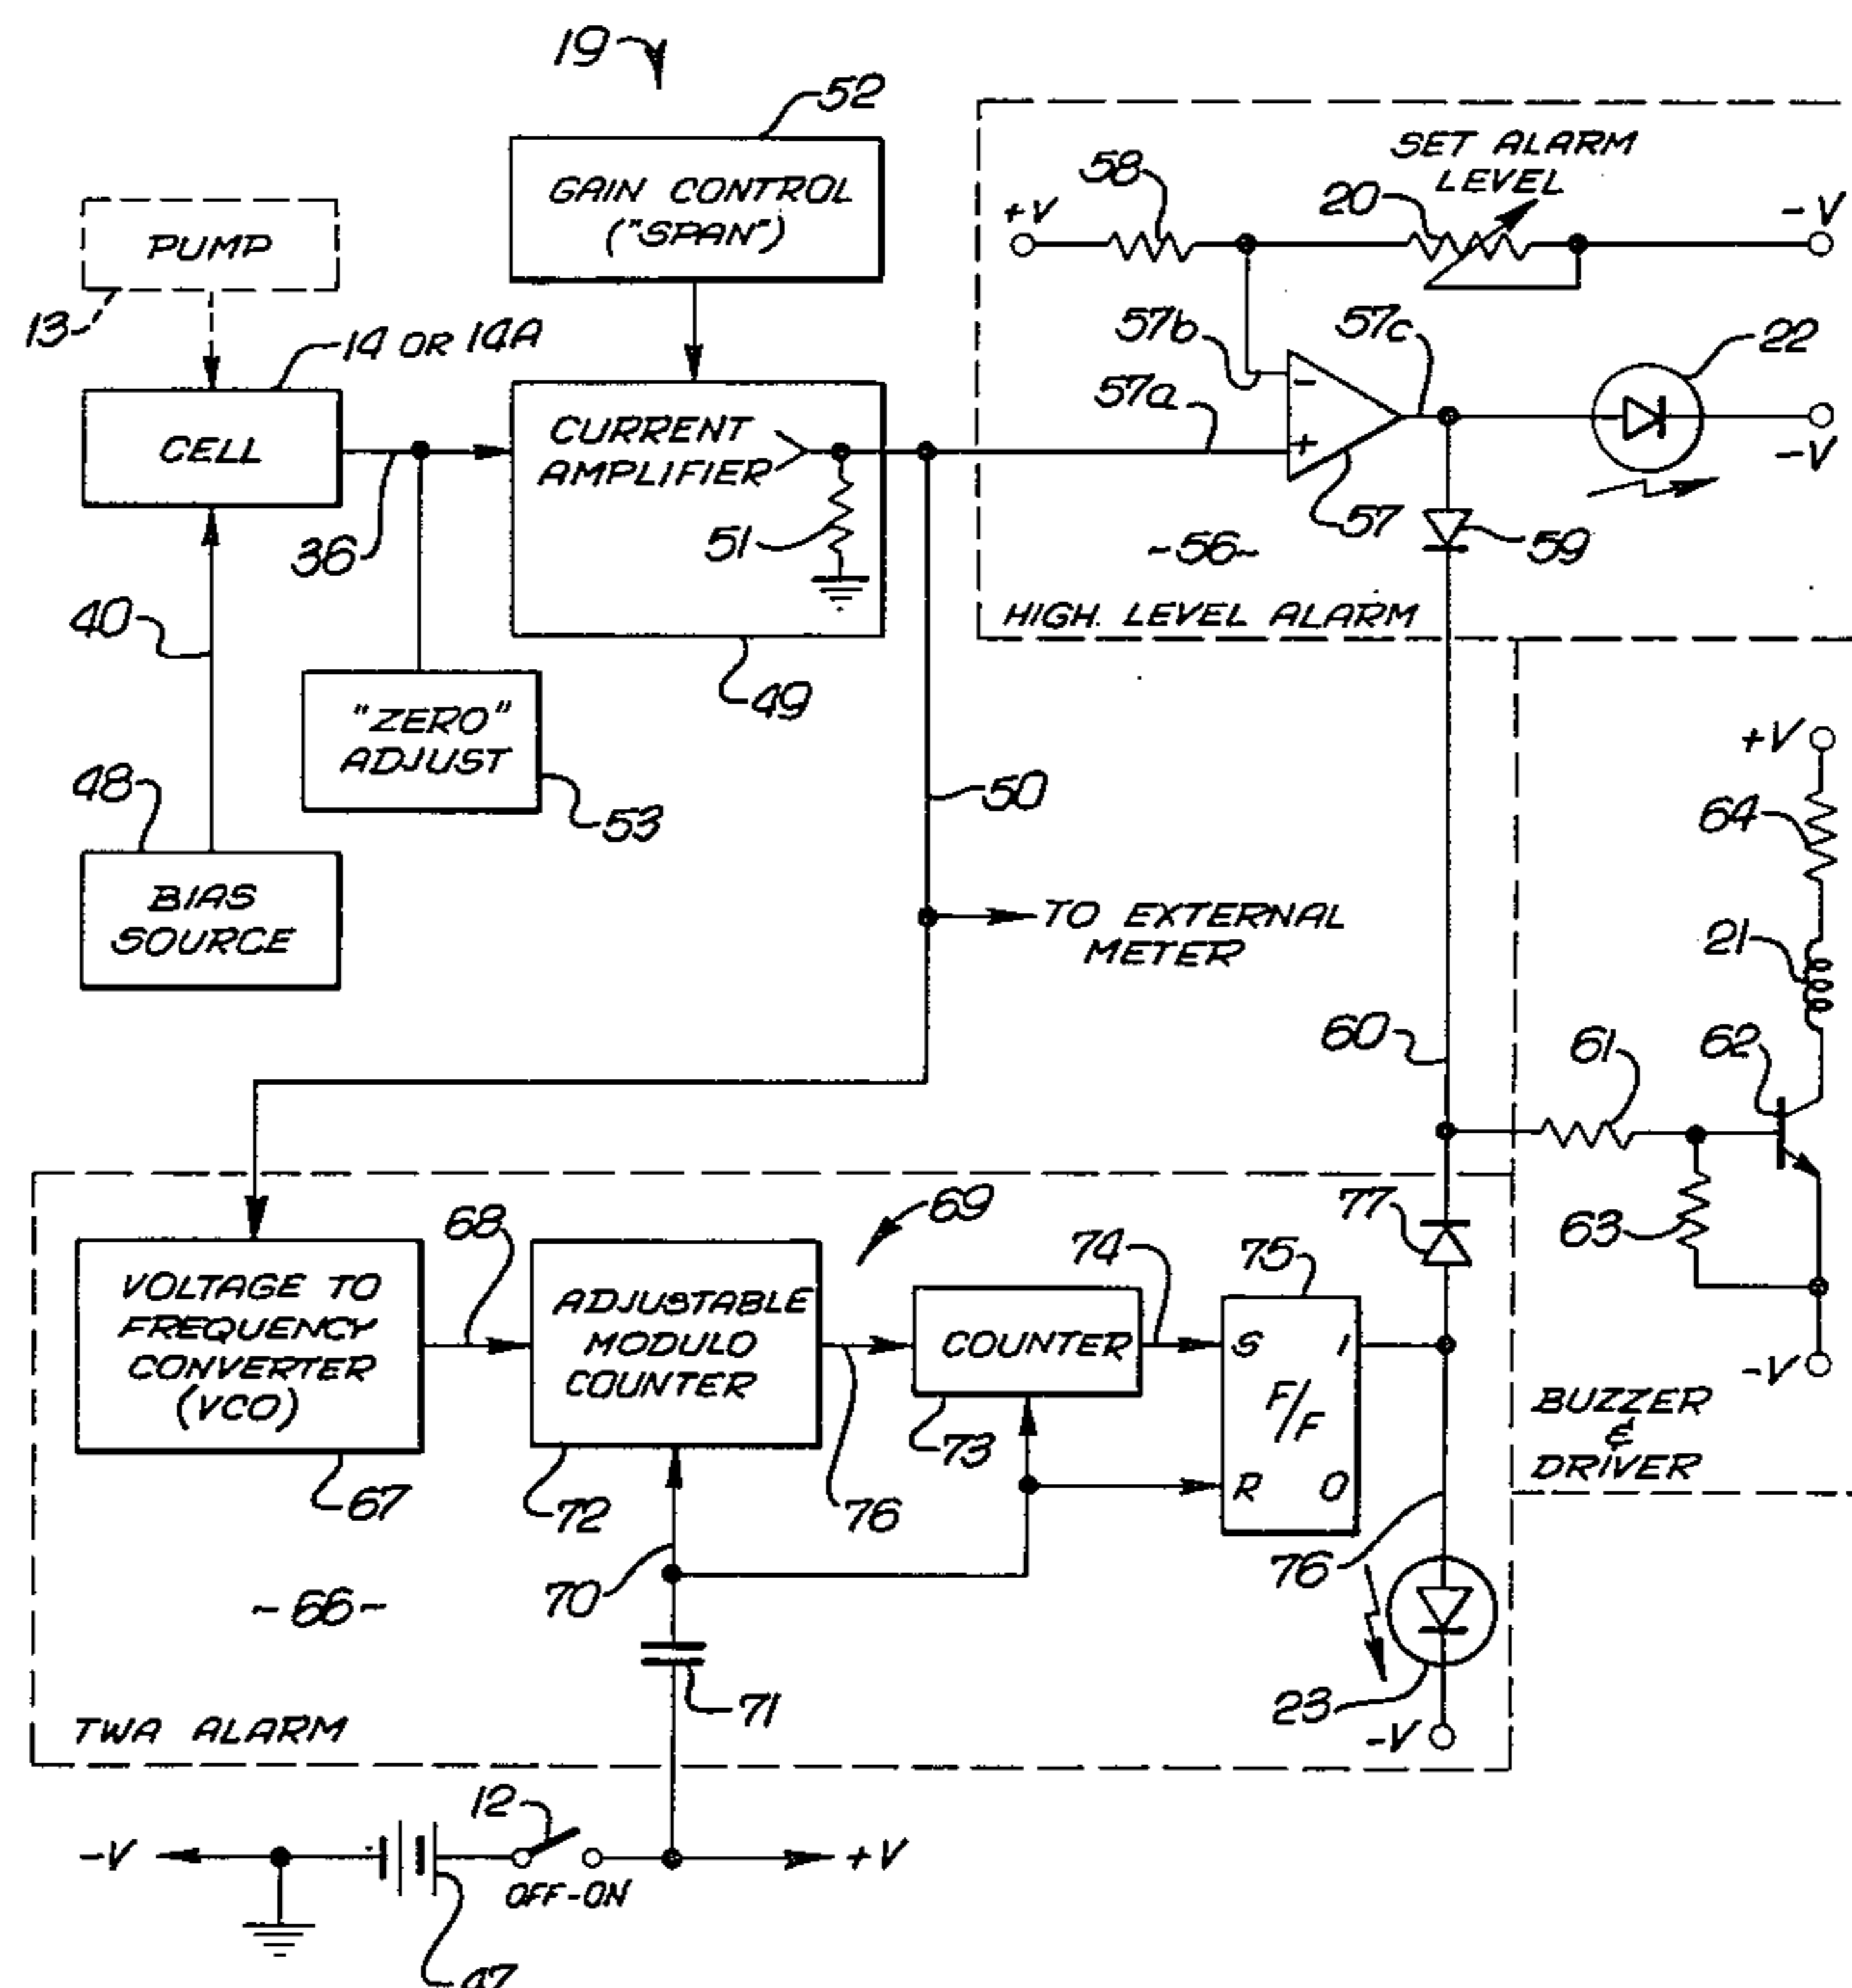 19
52
GAIN CONTROL
("SPAN")
PUMP
13
14 OR 14A
CELL
36
CURRENT
AMPLIFIER
51
49
40
"ZERO"
ADJUST
53
48
BIAS
SOURCE
50
TO EXTERNAL
METER
SET ALARM
LEVEL
58
20
+V
-V
57b
57c
22
57a
-
+
57
-V
59
-56-
HIGH LEVEL ALARM
+V
64
21
60
61
62
63
-V
BUZZER
&
DRIVER
69
68
77
74
75
VOLTAGE TO
FREQUENCY
CONVERTER
(VCO)
ADJUSTABLE
MODULO
COUNTER
COUNTER
S
1
F/F
R
0
67
72
76
73
70
76
-66-
71
23
-V
TWA ALARM
12
-V
+V
OFF-ON
47